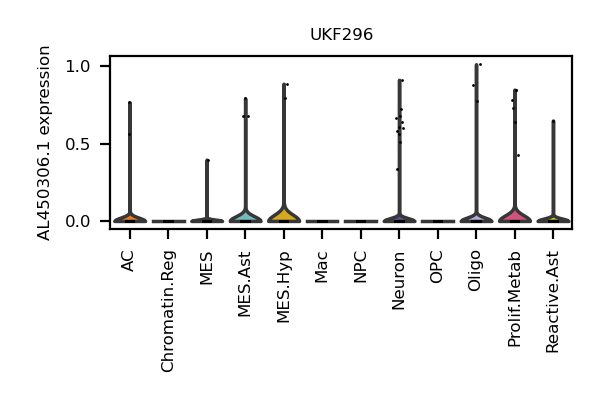 UKF296
AL450306.1 expression
1.0
0.5
0.0
AC
Chromatin.Reg
MES
MES.Ast
MES.Hyp
Mac
NPC
Neuron
OPC
Oligo
Prolif.Metab
Reactive.Ast